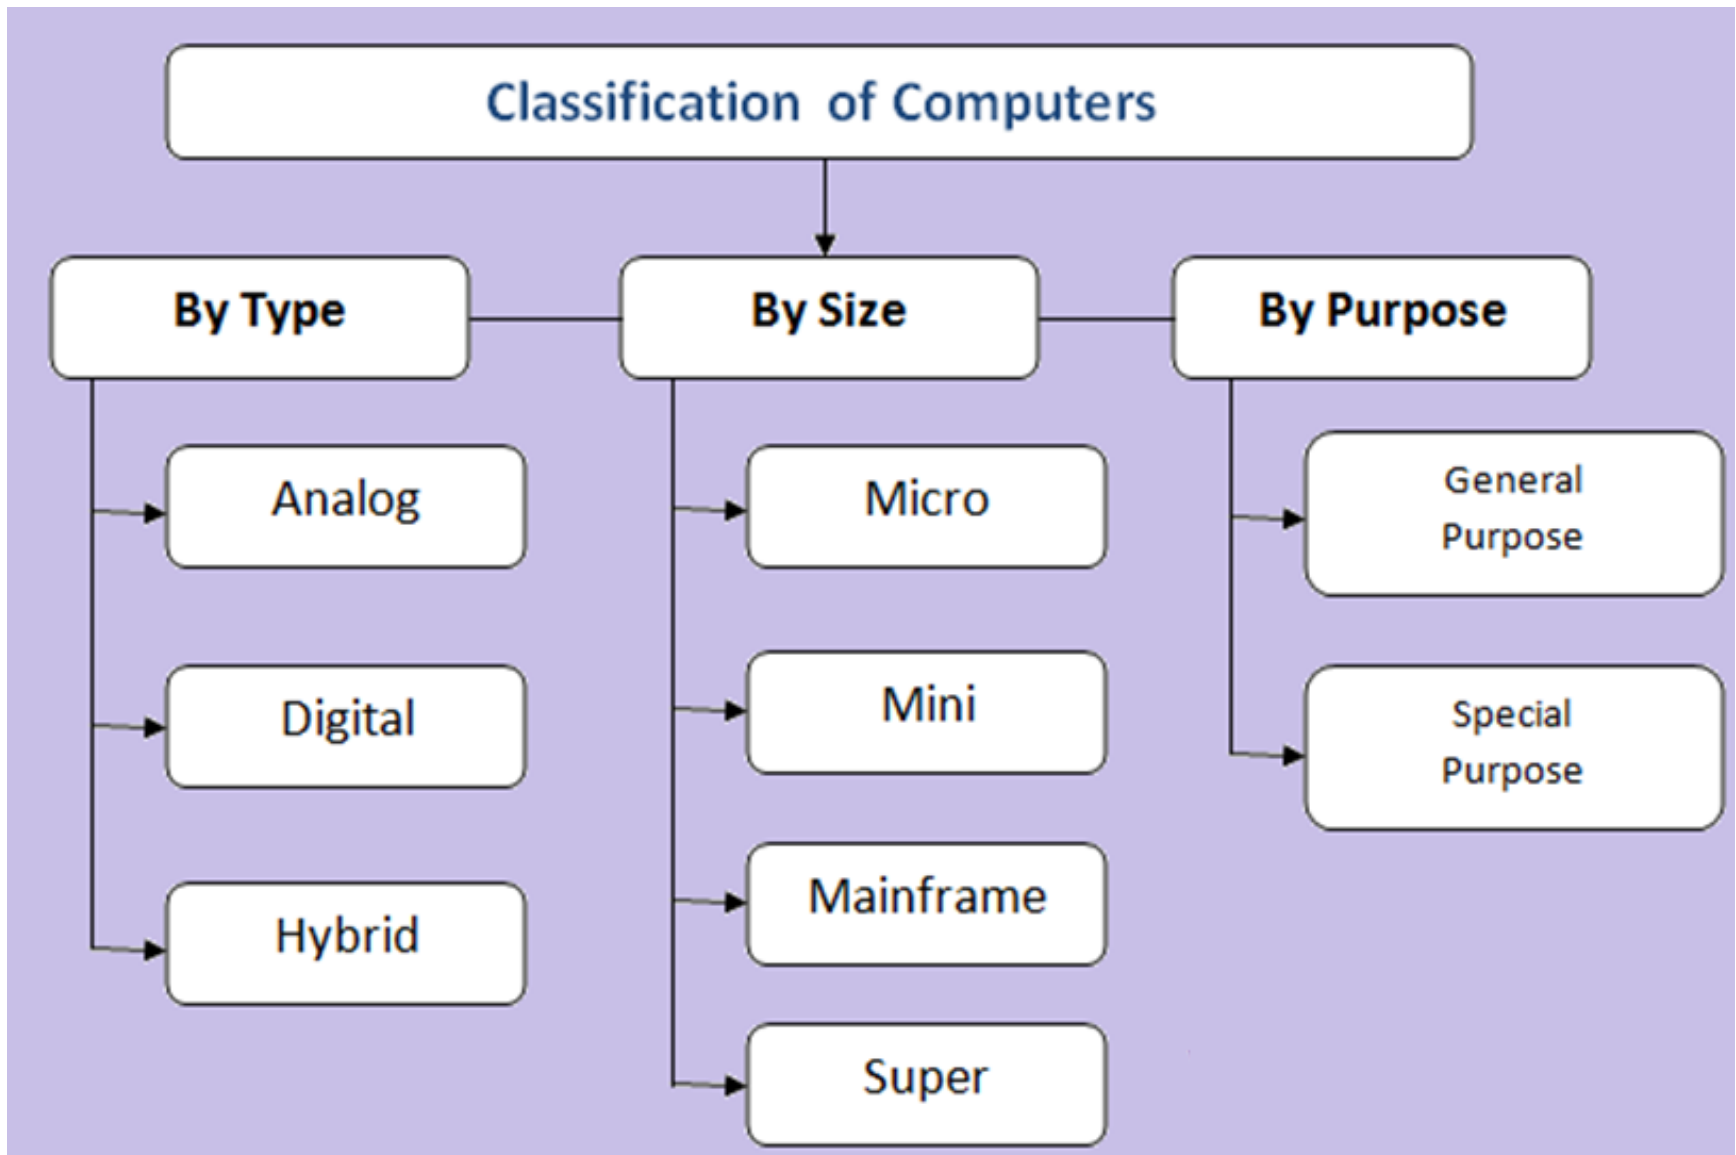 Classification of Computers
By Type
By Size
By Purpose
Analog
Digital
Hybrid
Micro
Mini
Mainframe
Super
General
Purpose
Special
Purpose